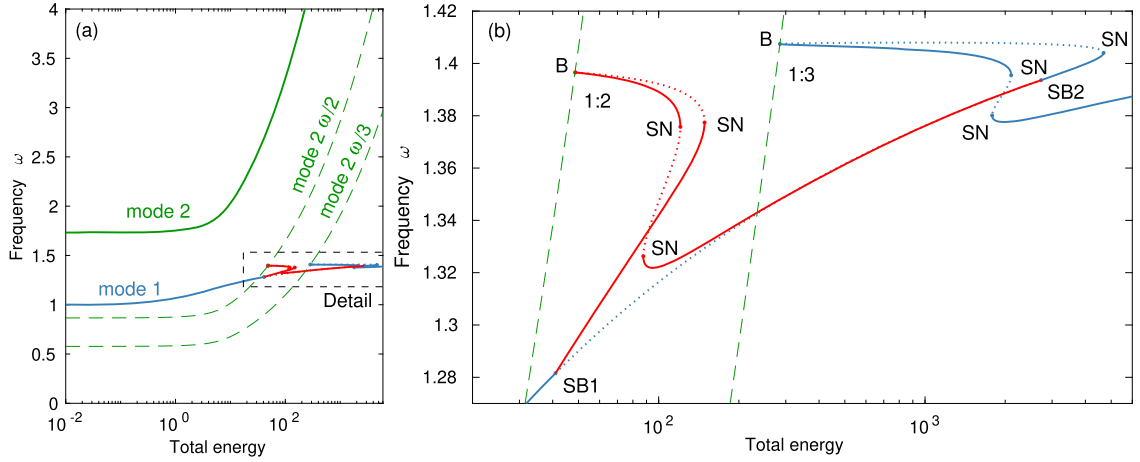 (a)
4
3.5
3
2.5
2
1.5
1
0.5
0
Frequency ω
mode 2
mode 1
mode 2 ω/2
mode 2 ω/3
Detail
10^-2 10^0 10^2
Total energy
(b)
1.42
1.4
1.38
1.36
1.34
1.32
1.3
1.28
Frequency ω
B
1:2
SN
SN
SN
SB1
B
1:3
SN
SN
SB2
SN
10^2 10^3
Total energy